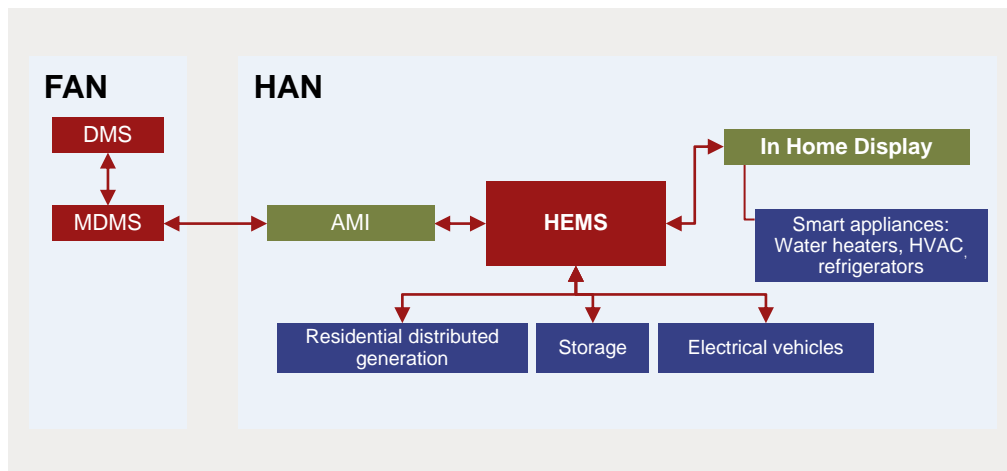 FAN
HAN
DMS
In Home Display
MDMS
AMI
HEMS
Smart appliances:
Water heaters, HVAC,
refrigerators
Residential distributed
generation
Storage
Electrical vehicles